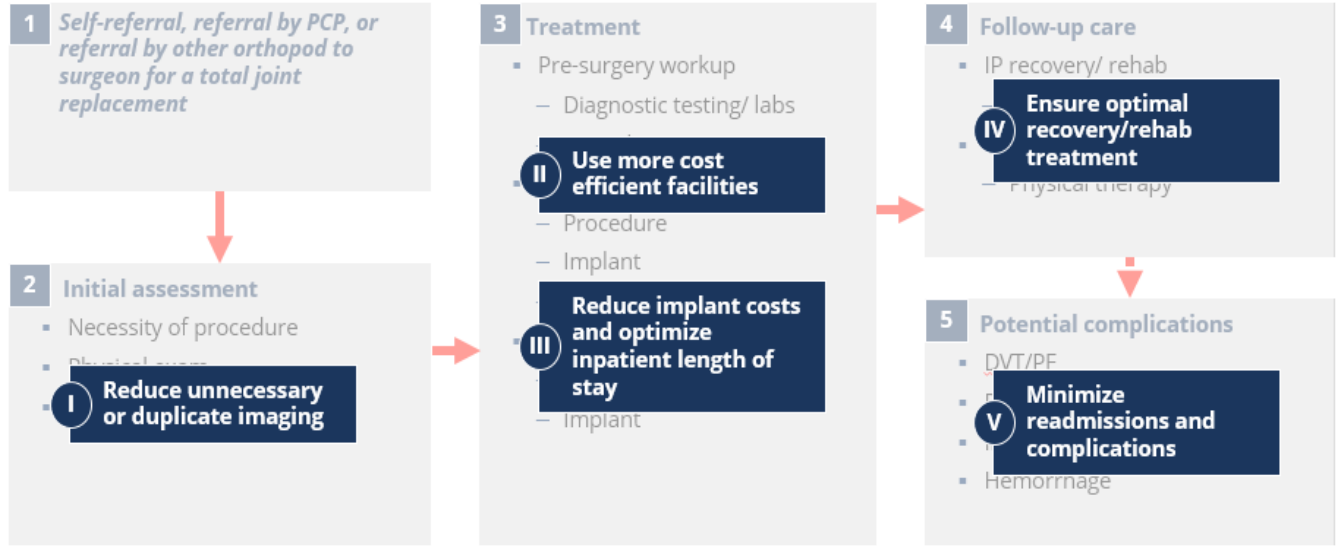 1
Self-referral, referral by PCP, or
referral by other orthopod to
surgeon for a total joint
replacement
2
Initial assessment
Necessity of procedure
Physical exam
I
Reduce unnecessary
or duplicate imaging
3
Treatment
Pre-surgery workup
– Diagnostic testing/ labs
II
Use more cost
efficient facilities
– Procedure
– Implant
III
Reduce implant costs
and optimize
inpatient length of
stay
– Implant
4
Follow-up care
IP recovery/ rehab
IV
Ensure optimal
recovery/rehab
treatment
– Physical therapy
5
Potential complications
DVT/PE
V
Minimize
readmissions and
complications
Hemorrhage